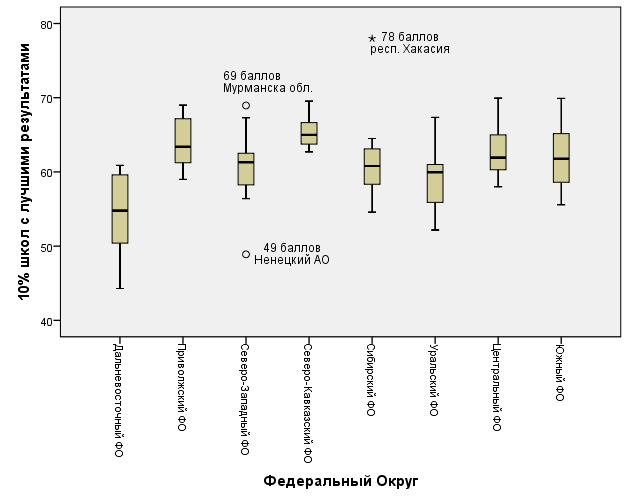 10% школ с лучшими результатами
80
70
60
50
40
78 баллов
респ. Хакасия
69 баллов
Мурманска обл.
49 баллов
Ненецкий АО
Дальневосточный ФО
Приволжский ФО
Северо-Западный ФО
Северо-Кавказский ФО
Сибирский ФО
Уральский ФО
Центральный ФО
Южный ФО
Федеральный Округ